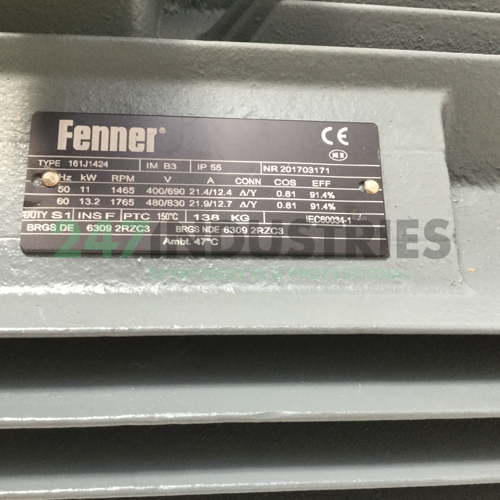 Fenner®
CE
TYPE 161J1424 IM B3 IP 55 NR 201703171
Hz kW RPM V A CONN COS EFF
50 11 1465 400/690 21.4/12.4 Δ/Y 0.81 91.4%
60 13.2 1765 480/830 21.9/12.7 Δ/Y 0.81 91.4%
DUTY S1 INS F PTC 150°C 138 KG IEC60034-1
BRGS DE 6309 2RZC3 BRGS NDE 6309 2RZC3
Ambt. 47°C
247INDUSTRIES